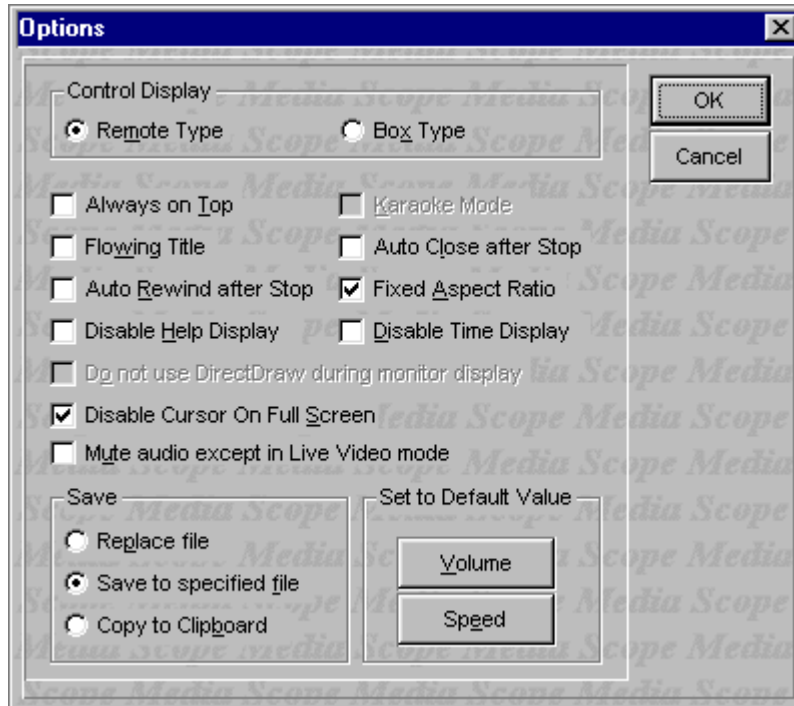 Options
Control Display
Remote Type Box Type
OK
Cancel
Always on Top Karaoke Mode
Flowing Title Auto Close after Stop
Auto Rewind after Stop Fixed Aspect Ratio
Disable Help Display Disable Time Display
Do not use DirectDraw during monitor display
Disable Cursor On Full Screen
Mute audio except in Live Video mode
Save Set to Default Value
Replace file
Volume
Save to specified file
Speed
Copy to Clipboard
Media Scope